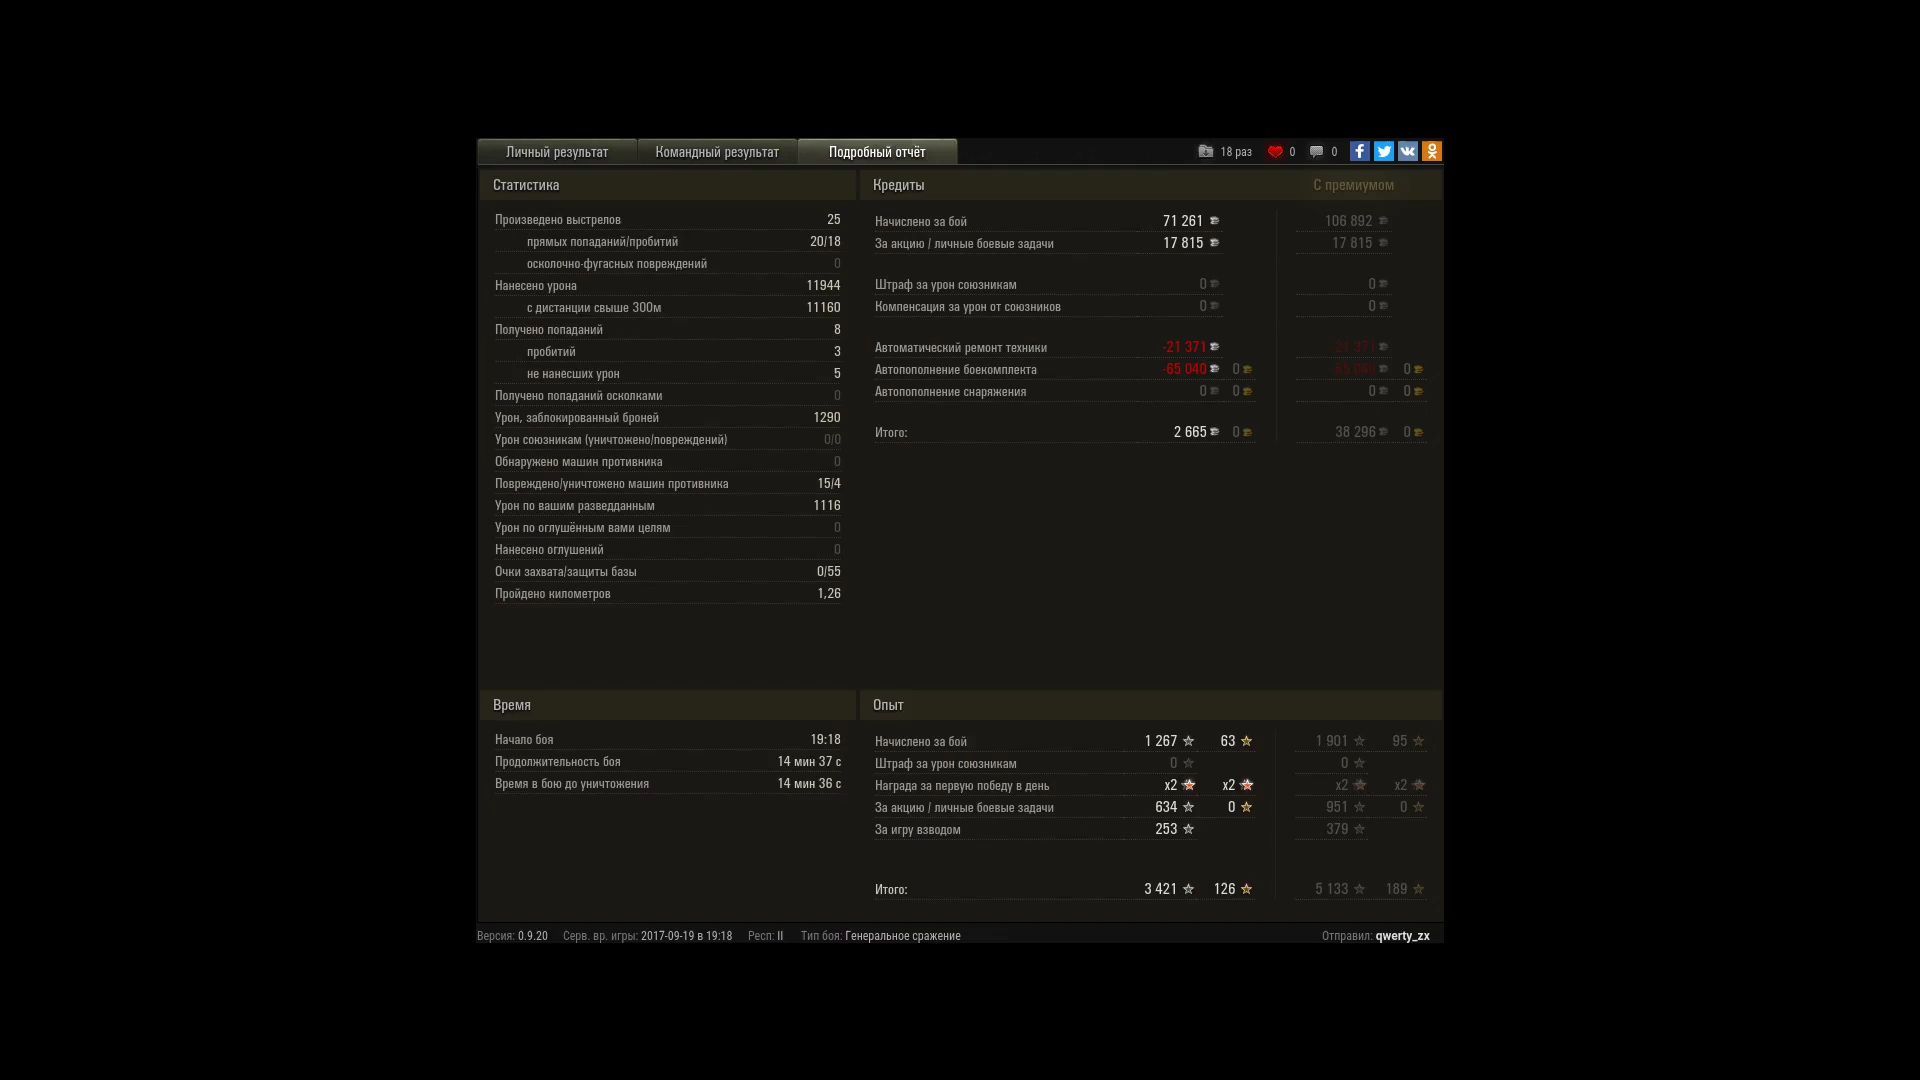 Личный результат Командный результат Подробный отчёт 18 раз 0 0
Статистика
Произведено выстрелов 25
прямых попаданий/пробитий 20/18
осколочно-фугасных повреждений 0
Нанесено урона 11944
с дистанции свыше 300м 11160
Получено попаданий 8
пробитий 3
не нанесших урон 5
Получено попаданий осколками 0
Урон, заблокированный броней 1290
Урон союзникам (уничтожено/повреждений) 0/0
Обнаружено машин противника 0
Повреждено/уничтожено машин противника 15/4
Урон по вашим разведданным 1116
Урон по оглушённым вами целям 0
Нанесено оглушений 0
Очки захвата/защиты базы 0/55
Пройдено километров 1,26
Кредиты С премиумом
Начислено за бой 71 261 106 892
За акцию / личные боевые задачи 17 815 17 815
Штраф за урон союзникам 0 0
Компенсация за урон от союзников 0 0
Автоматический ремонт техники -21 371 -21 371
Автопополнение боекомплекта -65 040 0 -65 040 0
Автопополнение снаряжения 0 0 0 0
Итого: 2 665 0 38 296 0
Время
Начало боя 19:18
Продолжительность боя 14 мин 37 с
Время в бою до уничтожения 14 мин 36 с
Опыт
Начислено за бой 1 267 63 1 901 95
Штраф за урон союзникам 0 0
Награда за первую победу в день x2 x2 x2 x2
За акцию / личные боевые задачи 634 0 951 0
За игру взводом 253 379
Итого: 3 421 126 5 133 189
Версия: 0.9.20 Серв. вр. игры: 2017-09-19 в 19:18 Респ: II Тип боя: Генеральное сражение Отправил: qwerty_zx